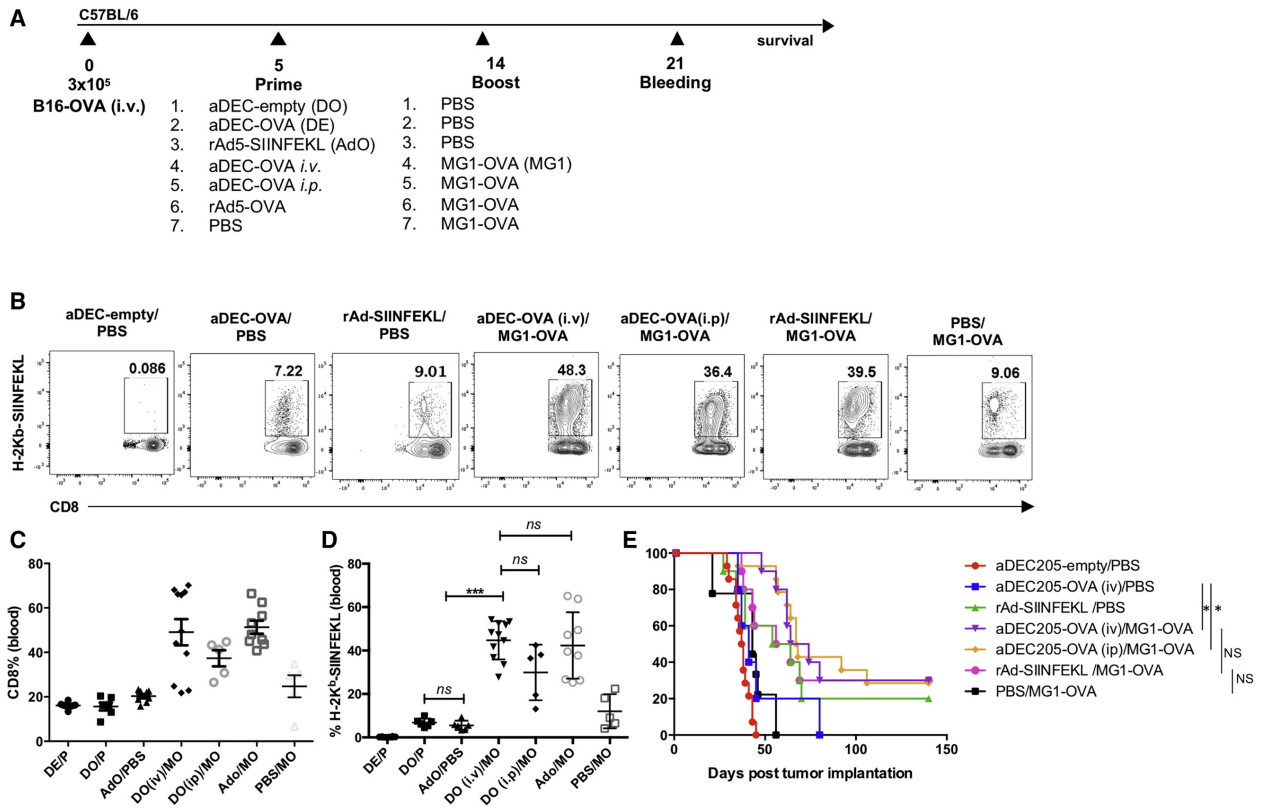 A
C57BL/6
survival
0
5
14
21
3x10⁵
Prime
Boost
Bleeding
B16-OVA (i.v.)
1. aDEC-empty (DO)
2. aDEC-OVA (DE)
3. rAd5-SIINFEKL (AdO)
4. aDEC-OVA i.v.
5. aDEC-OVA i.p.
6. rAd5-OVA
7. PBS
1. PBS
2. PBS
3. PBS
4. MG1-OVA (MG1)
5. MG1-OVA
6. MG1-OVA
7. MG1-OVA
B
aDEC-empty/
PBS
aDEC-OVA/
PBS
rAd-SIINFEKL/
PBS
aDEC-OVA (i.v)/
MG1-OVA
aDEC-OVA(i.p)/
MG1-OVA
rAd-SIINFEKL/
MG1-OVA
PBS/
MG1-OVA
H-2Kb-SIINFEKL
0.086
7.22
9.01
48.3
36.4
39.5
9.06
CD8
C
CD8% (blood)
80
60
40
20
0
DE/P
DO/P
AdO/PBS
DO(iv)/MO
DO(ip)/MO
Ado/MO
PBS/MO
D
% H-2Kᵇ-SIINFEKL (blood)
80
60
40
20
0
ns
***
ns
ns
DE/P
DO/P
AdO/PBS
DO (i.v)/MO
DO (i.p)/MO
Ado/MO
PBS/MO
E
100
80
60
40
20
0
0
50
100
150
Days post tumor implantation
aDEC205-empty/PBS
aDEC205-OVA (iv)/PBS
rAd-SIINFEKL /PBS
aDEC205-OVA (iv)/MG1-OVA
aDEC205-OVA (ip)/MG1-OVA
rAd-SIINFEKL /MG1-OVA
PBS/MG1-OVA
*
*
NS
NS